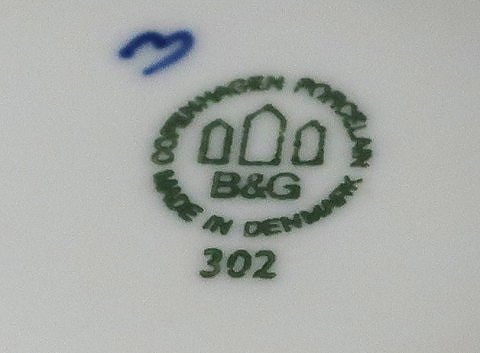 COPENHAGEN PORCELAIN
B&G
MADE IN DENMARK
302